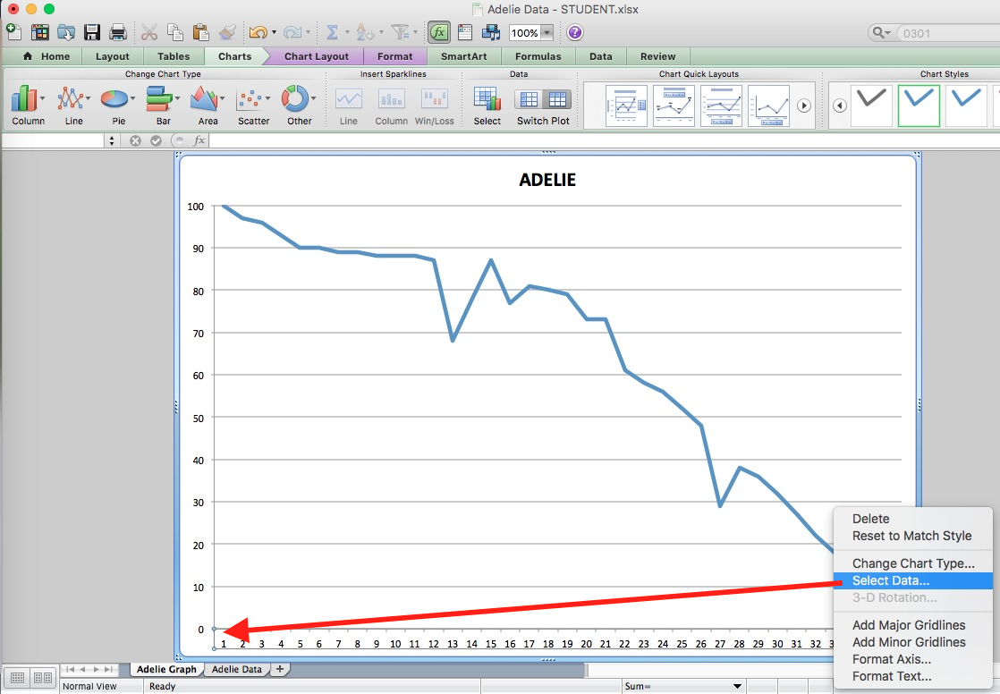 Adelie Data - STUDENT.xlsx
fx 100% ? 0301
Home Layout Tables Charts Chart Layout Format SmartArt Formulas Data Review
Change Chart Type Insert Sparklines Data Chart Quick Layouts Chart Styles
Column Line Pie Bar Area Scatter Other Line Column Win/Loss Select Switch Plot
fx
ADELIE
100
90
80
70
60
50
40
30
20
10
0
1 2 3 4 5 6 7 8 9 10 11 12 13 14 15 16 17 18 19 20 21 22 23 24 25 26 27 28 29 30 31 32
Delete
Reset to Match Style
Change Chart Type...
Select Data...
3-D Rotation...
Add Major Gridlines
Add Minor Gridlines
Format Axis...
Format Text...
Adelie Graph Adelie Data +
Normal View Ready Sum=